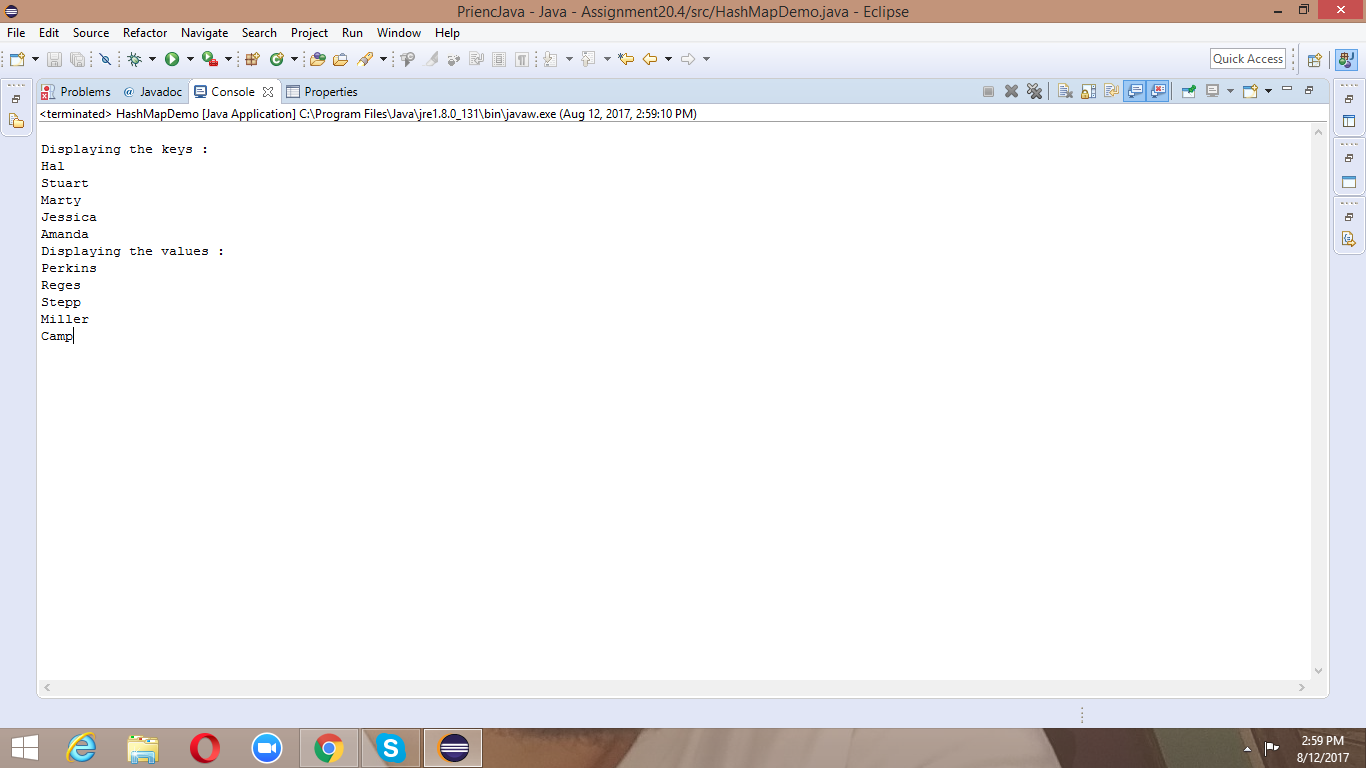 PriencJava - Java - Assignment20.4/src/HashMapDemo.java - Eclipse
File Edit Source Refactor Navigate Search Project Run Window Help
Quick Access
Problems @ Javadoc Console Properties
<terminated> HashMapDemo [Java Application] C:\Program Files\Java\jre1.8.0_131\bin\javaw.exe (Aug 12, 2017, 2:59:10 PM)
Displaying the keys :
Hal
Stuart
Marty
Jessica
Amanda
Displaying the values :
Perkins
Reges
Stepp
Miller
Camp
2:59 PM
8/12/2017